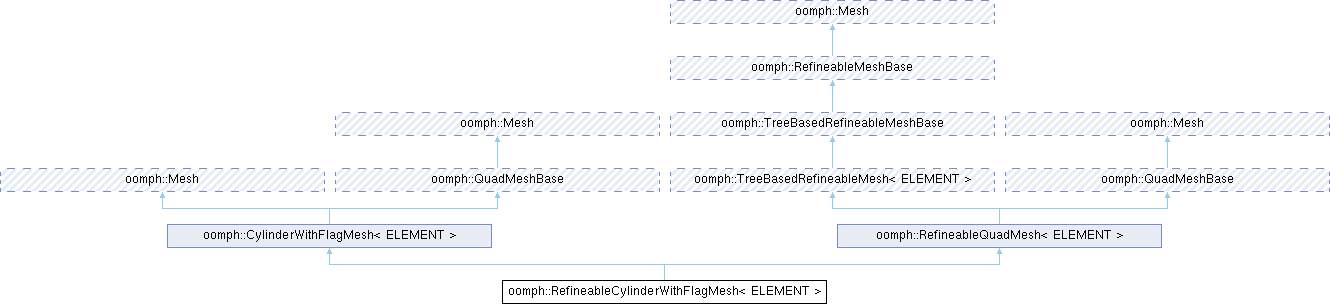 oomph::Mesh
oomph::RefineableMeshBase
oomph::Mesh
oomph::TreeBasedRefineableMeshBase
oomph::Mesh
oomph::Mesh
oomph::QuadMeshBase
oomph::TreeBasedRefineableMesh< ELEMENT >
oomph::QuadMeshBase
oomph::CylinderWithFlagMesh< ELEMENT >
oomph::RefineableQuadMesh< ELEMENT >
oomph::RefineableCylinderWithFlagMesh< ELEMENT >